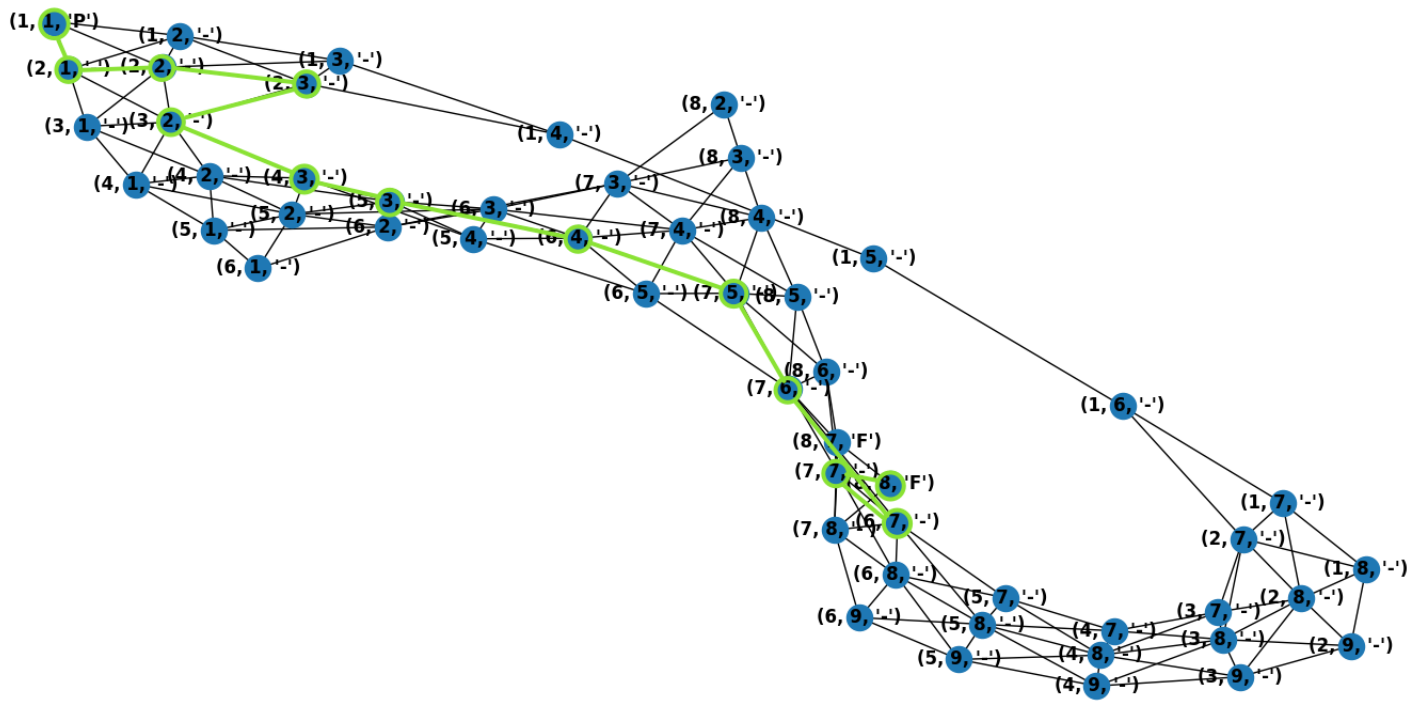 (1, 1, 'P')
(1, 2, '-')
(1, 3, '-')
(2, 1, '-')
(2, 2, '-')
(2, 3, '-')
(8, 2, '-')
(3, 1, '-')
(3, 2, '-')
(1, 4, '-')
(8, 3, '-')
(4, 1, '-')
(4, 2, '-')
(4, 3, '-')
(7, 3, '-')
(5, 3, '-')
(6, 3, '-')
(5, 2, '-')
(8, 4, '-')
(5, 1, '-')
(6, 2, '-')
(5, 4, '-')
(6, 4, '-')
(7, 4, '-')
(6, 1, '-')
(1, 5, '-')
(6, 5, '-')
(7, 5, '-')
(8, 5, '-')
(8, 6, '-')
(7, 6, '-')
(1, 6, '-')
(8, 7, 'F')
(7, 7, '-')
(8, 8, 'F')
(1, 7, '-')
(7, 8, '-')
(6, 7, '-')
(2, 7, '-')
(6, 8, '-')
(1, 8, '-')
(5, 7, '-')
(2, 8, '-')
(6, 9, '-')
(5, 8, '-')
(4, 7, '-')
(3, 7, '-')
(3, 8, '-')
(2, 9, '-')
(5, 9, '-')
(4, 8, '-')
(4, 9, '-')
(3, 9, '-')